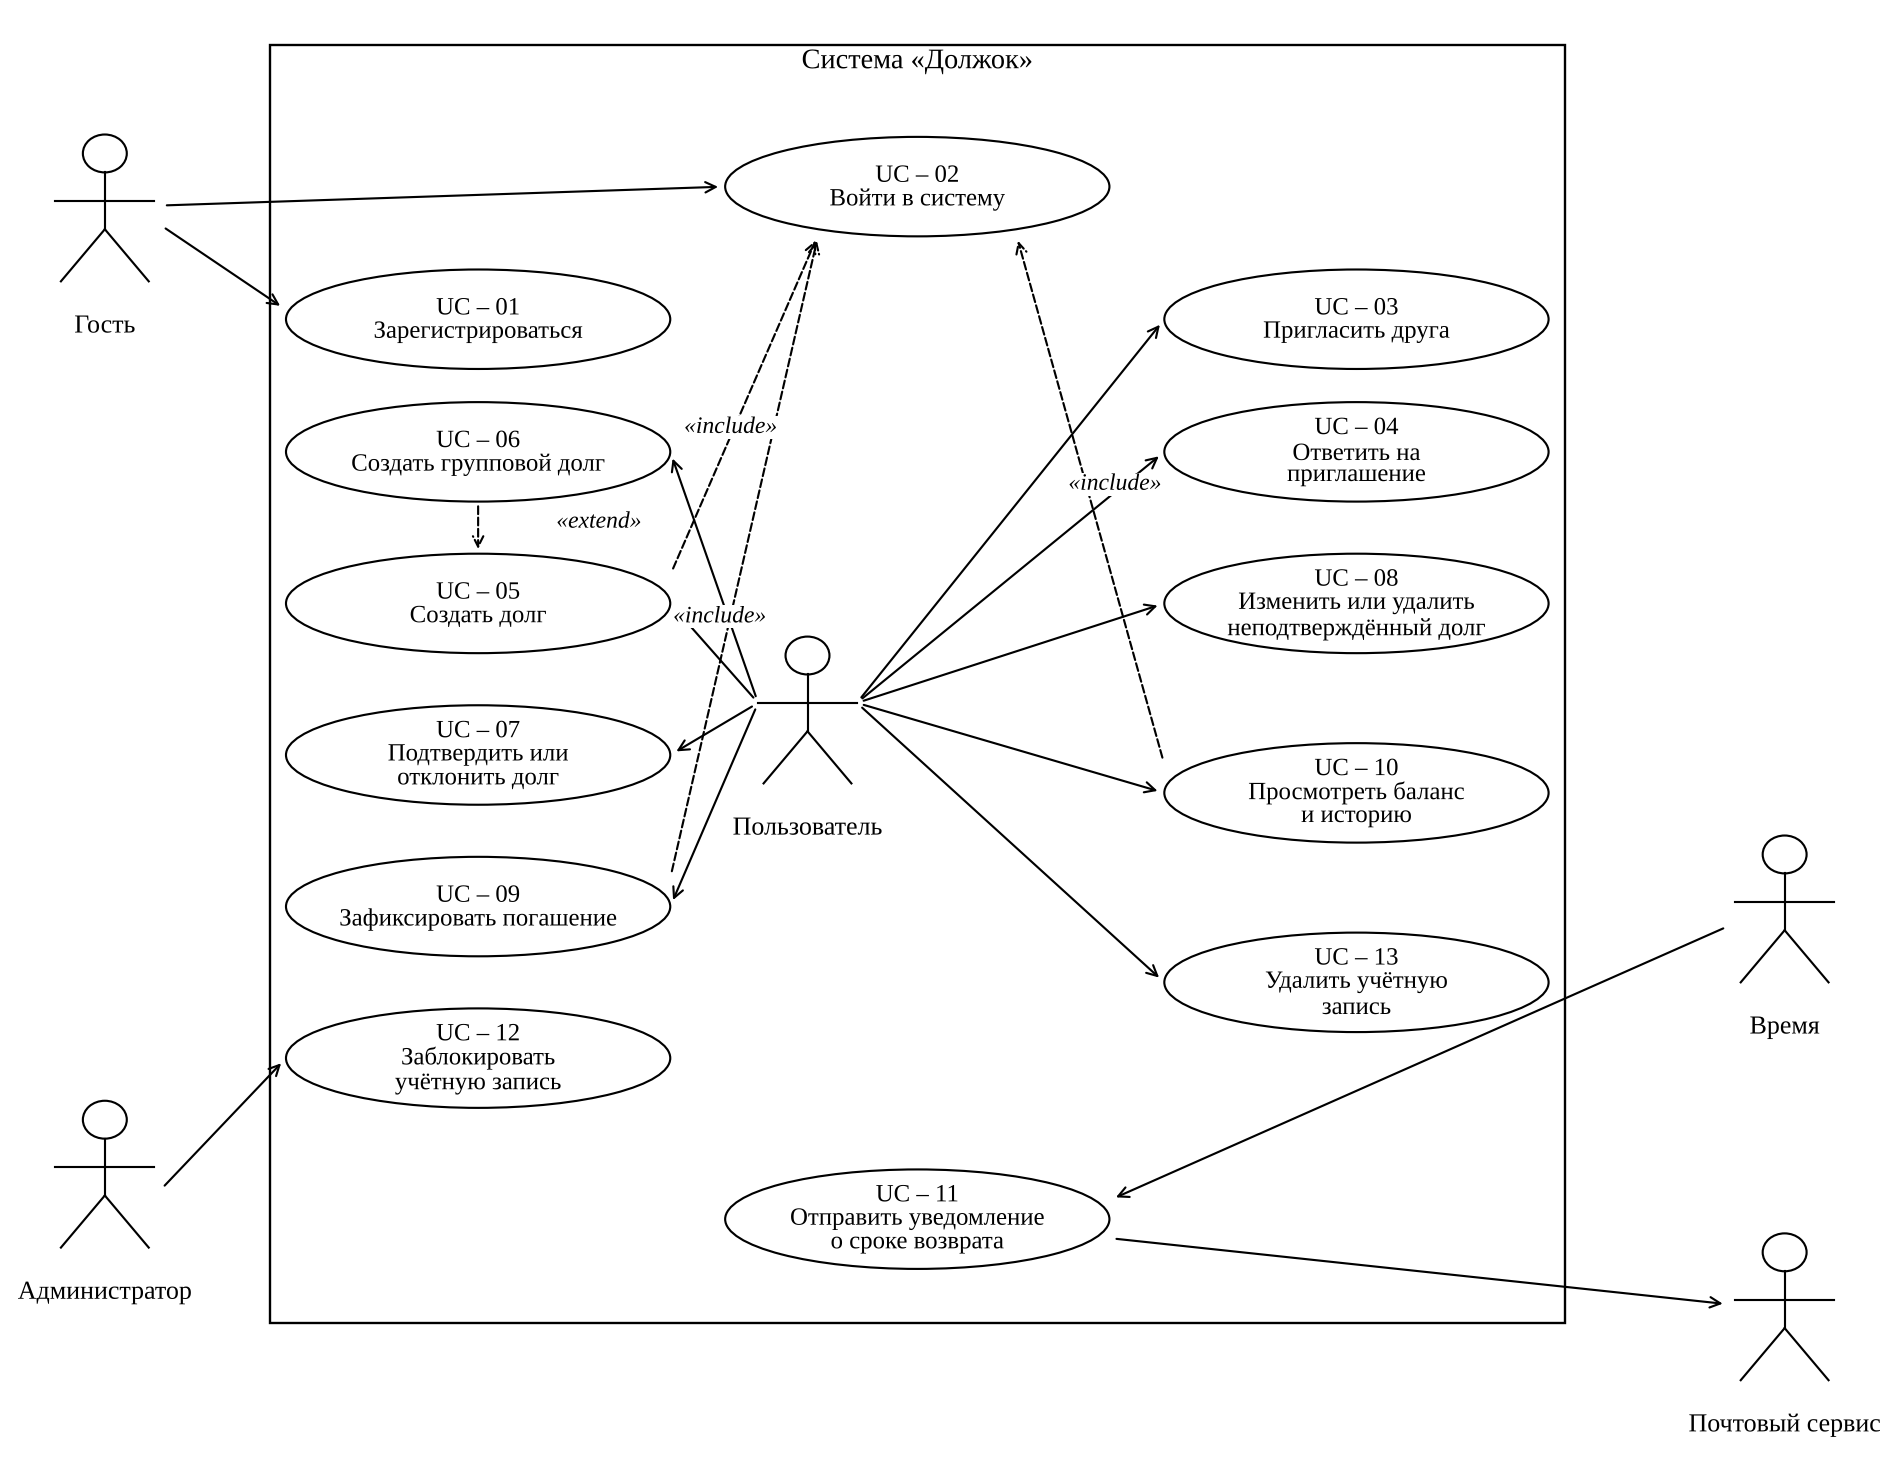 Система «Должок»
UC – 02
Войти в систему
Гость
UC – 01
Зарегистрироваться
UC – 03
Пригласить друга
UC – 06
Создать групповой долг
«include»
UC – 04
Ответить на
приглашение
«include»
«extend»
UC – 05
Создать долг
«include»
UC – 08
Изменить или удалить
неподтверждённый долг
UC – 07
Подтвердить или
отклонить долг
Пользователь
UC – 10
Просмотреть баланс
и историю
UC – 09
Зафиксировать погашение
UC – 13
Удалить учётную
запись
Время
UC – 12
Заблокировать
учётную запись
Администратор
UC – 11
Отправить уведомление
о сроке возврата
Почтовый сервис